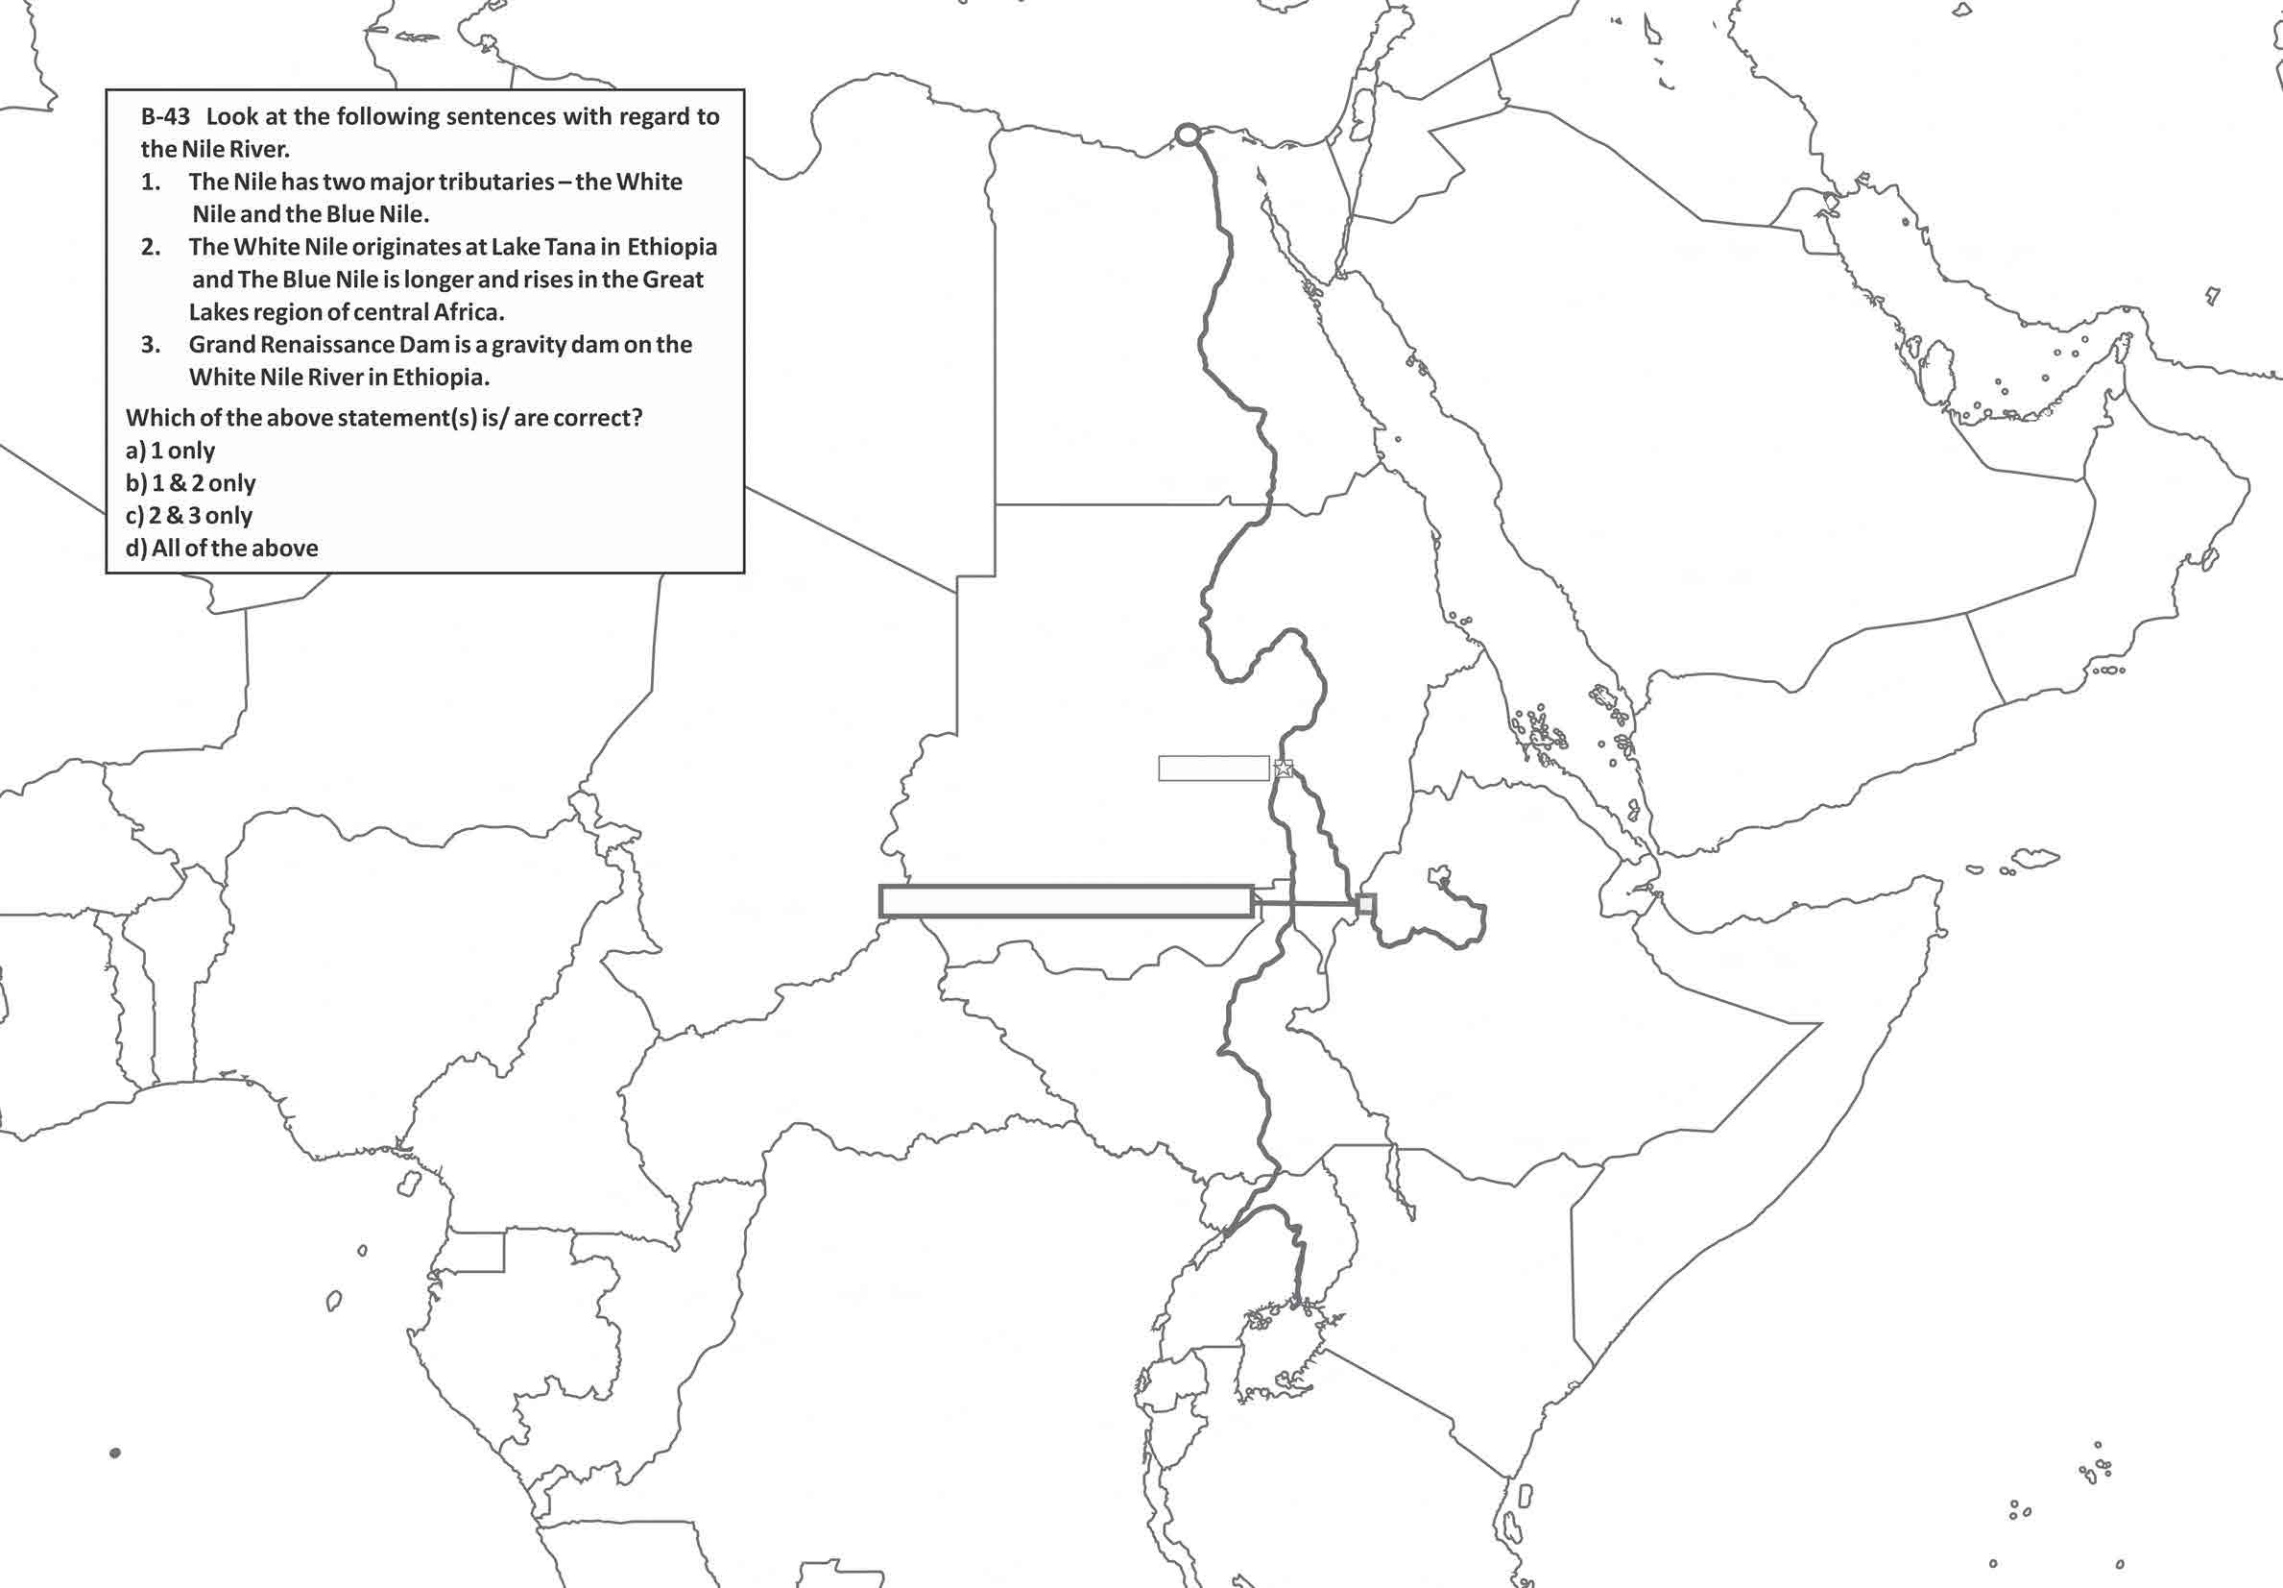 B-43 Look at the following sentences with regard to
the Nile River.
1. The Nile has two major tributaries – the White
Nile and the Blue Nile.
2. The White Nile originates at Lake Tana in Ethiopia
and The Blue Nile is longer and rises in the Great
Lakes region of central Africa.
3. Grand Renaissance Dam is a gravity dam on the
White Nile River in Ethiopia.
Which of the above statement(s) is/ are correct?
a) 1 only
b) 1 & 2 only
c) 2 & 3 only
d) All of the above